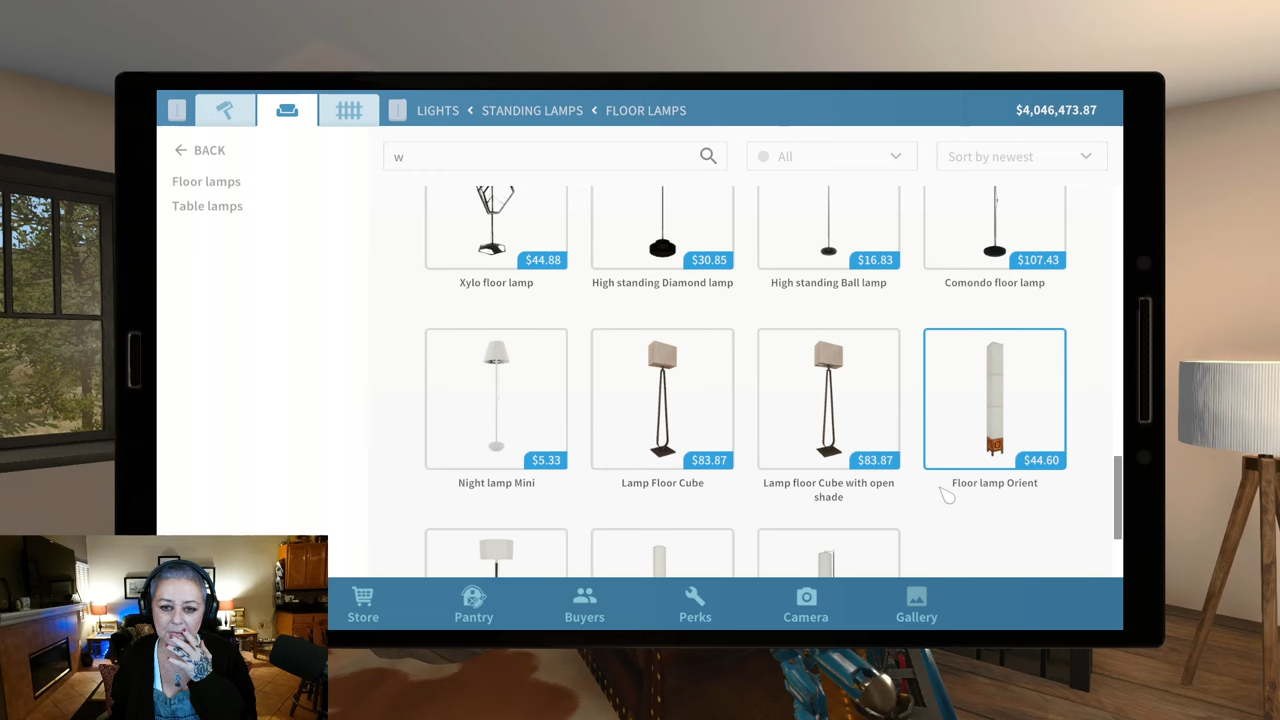 LIGHTS < STANDING LAMPS < FLOOR LAMPS
$4,046,473.87
BACK
Floor lamps
Table lamps
w
All
Sort by newest
$44.88
$30.85
$16.83
$107.43
Xylo floor lamp
High standing Diamond lamp
High standing Ball lamp
Comondo floor lamp
$5.33
$83.87
$83.87
$44.60
Night lamp Mini
Lamp Floor Cube
Lamp floor Cube with open
shade
Floor lamp Orient
Store
Pantry
Buyers
Perks
Camera
Gallery